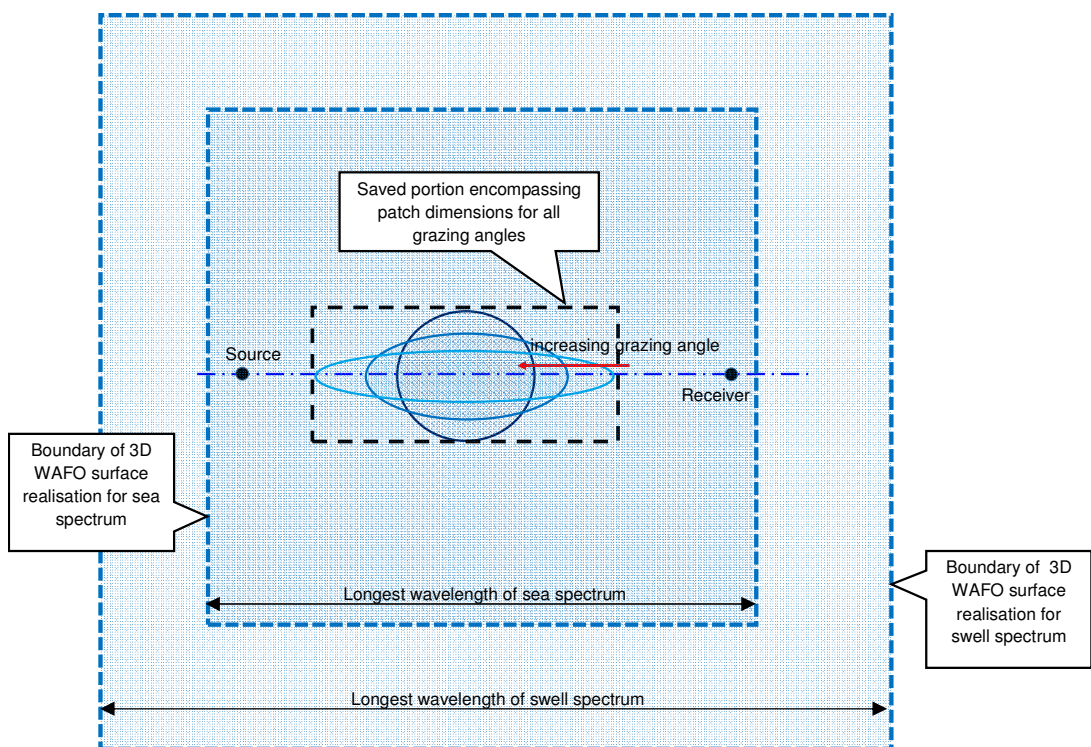 Saved portion encompassing
patch dimensions for all
grazing angles
increasing grazing angle
Source
Receiver
Boundary of 3D
WAFO surface
realisation for sea
spectrum
Boundary of 3D
WAFO surface
realisation for
swell spectrum
Longest wavelength of sea spectrum
Longest wavelength of swell spectrum